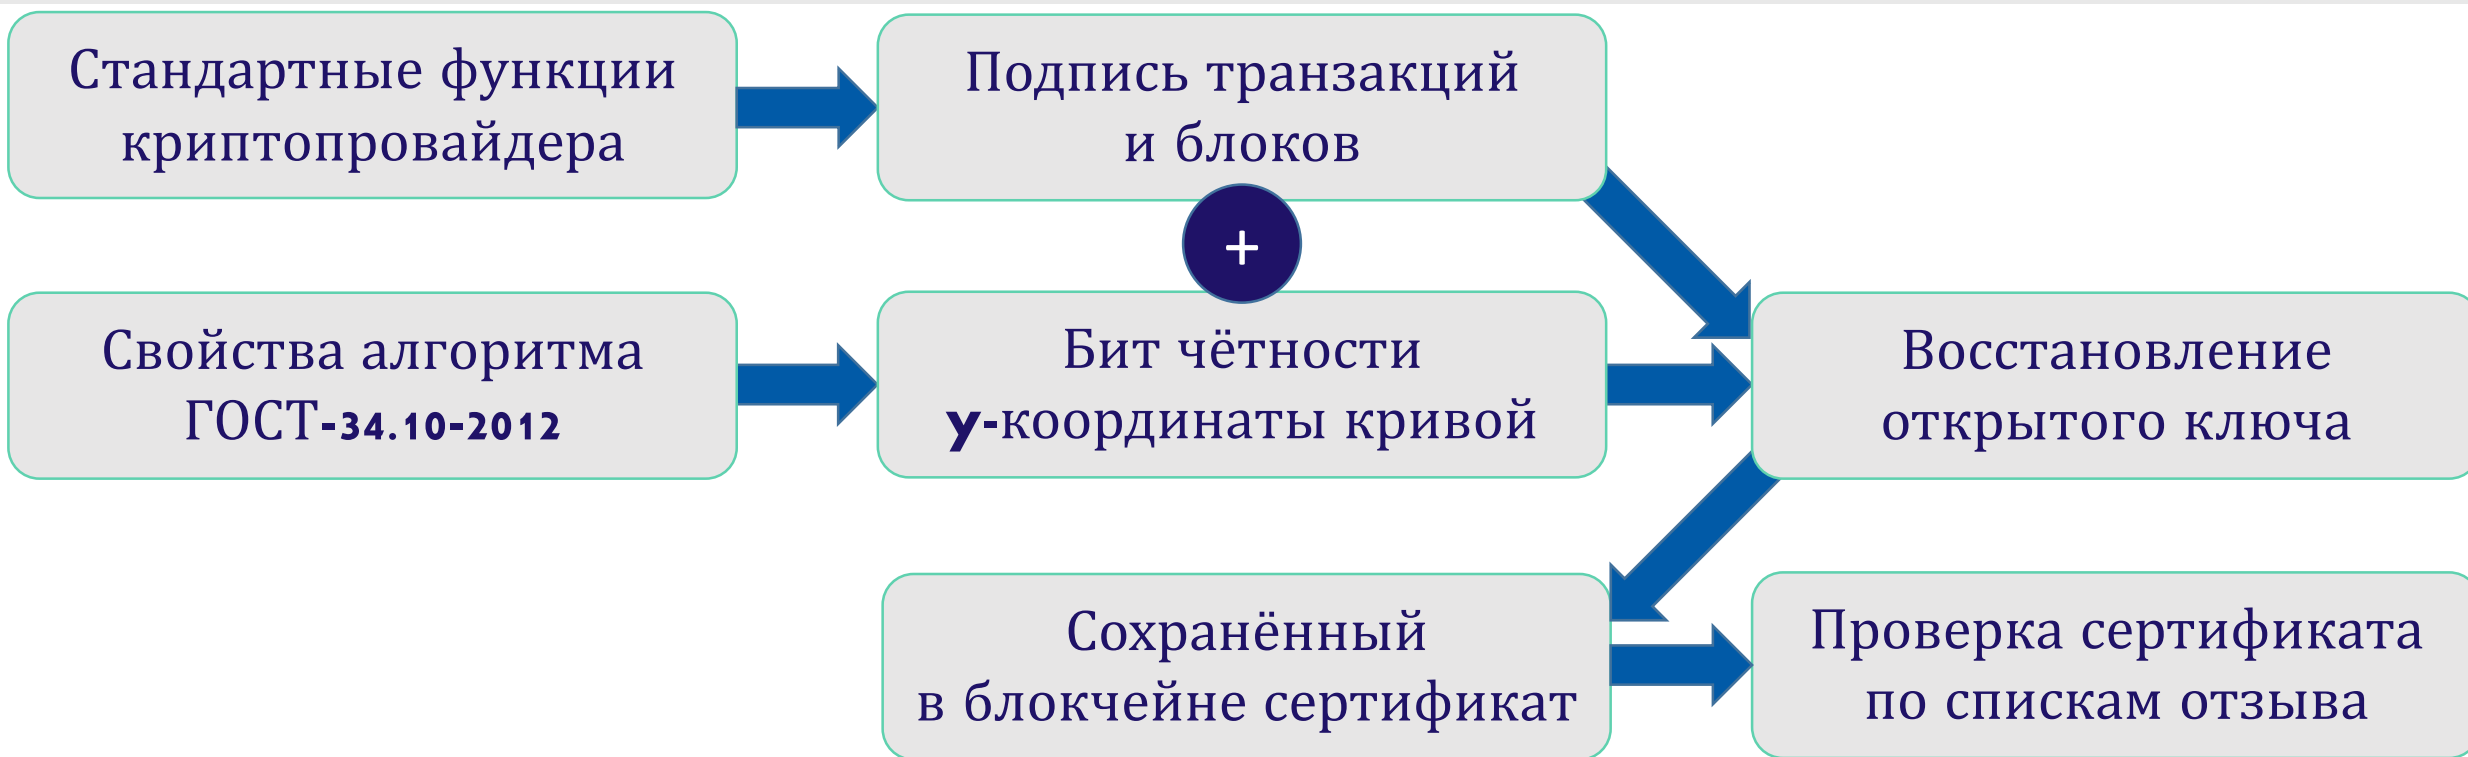 Стандартные функции
криптопровайдера
Подпись транзакций
и блоков
+
Свойства алгоритма
ГОСТ-34.10-2012
Бит чётности
y-координаты кривой
Восстановление
открытого ключа
Сохранённый
в блокчейне сертификат
Проверка сертификата
по спискам отзыва